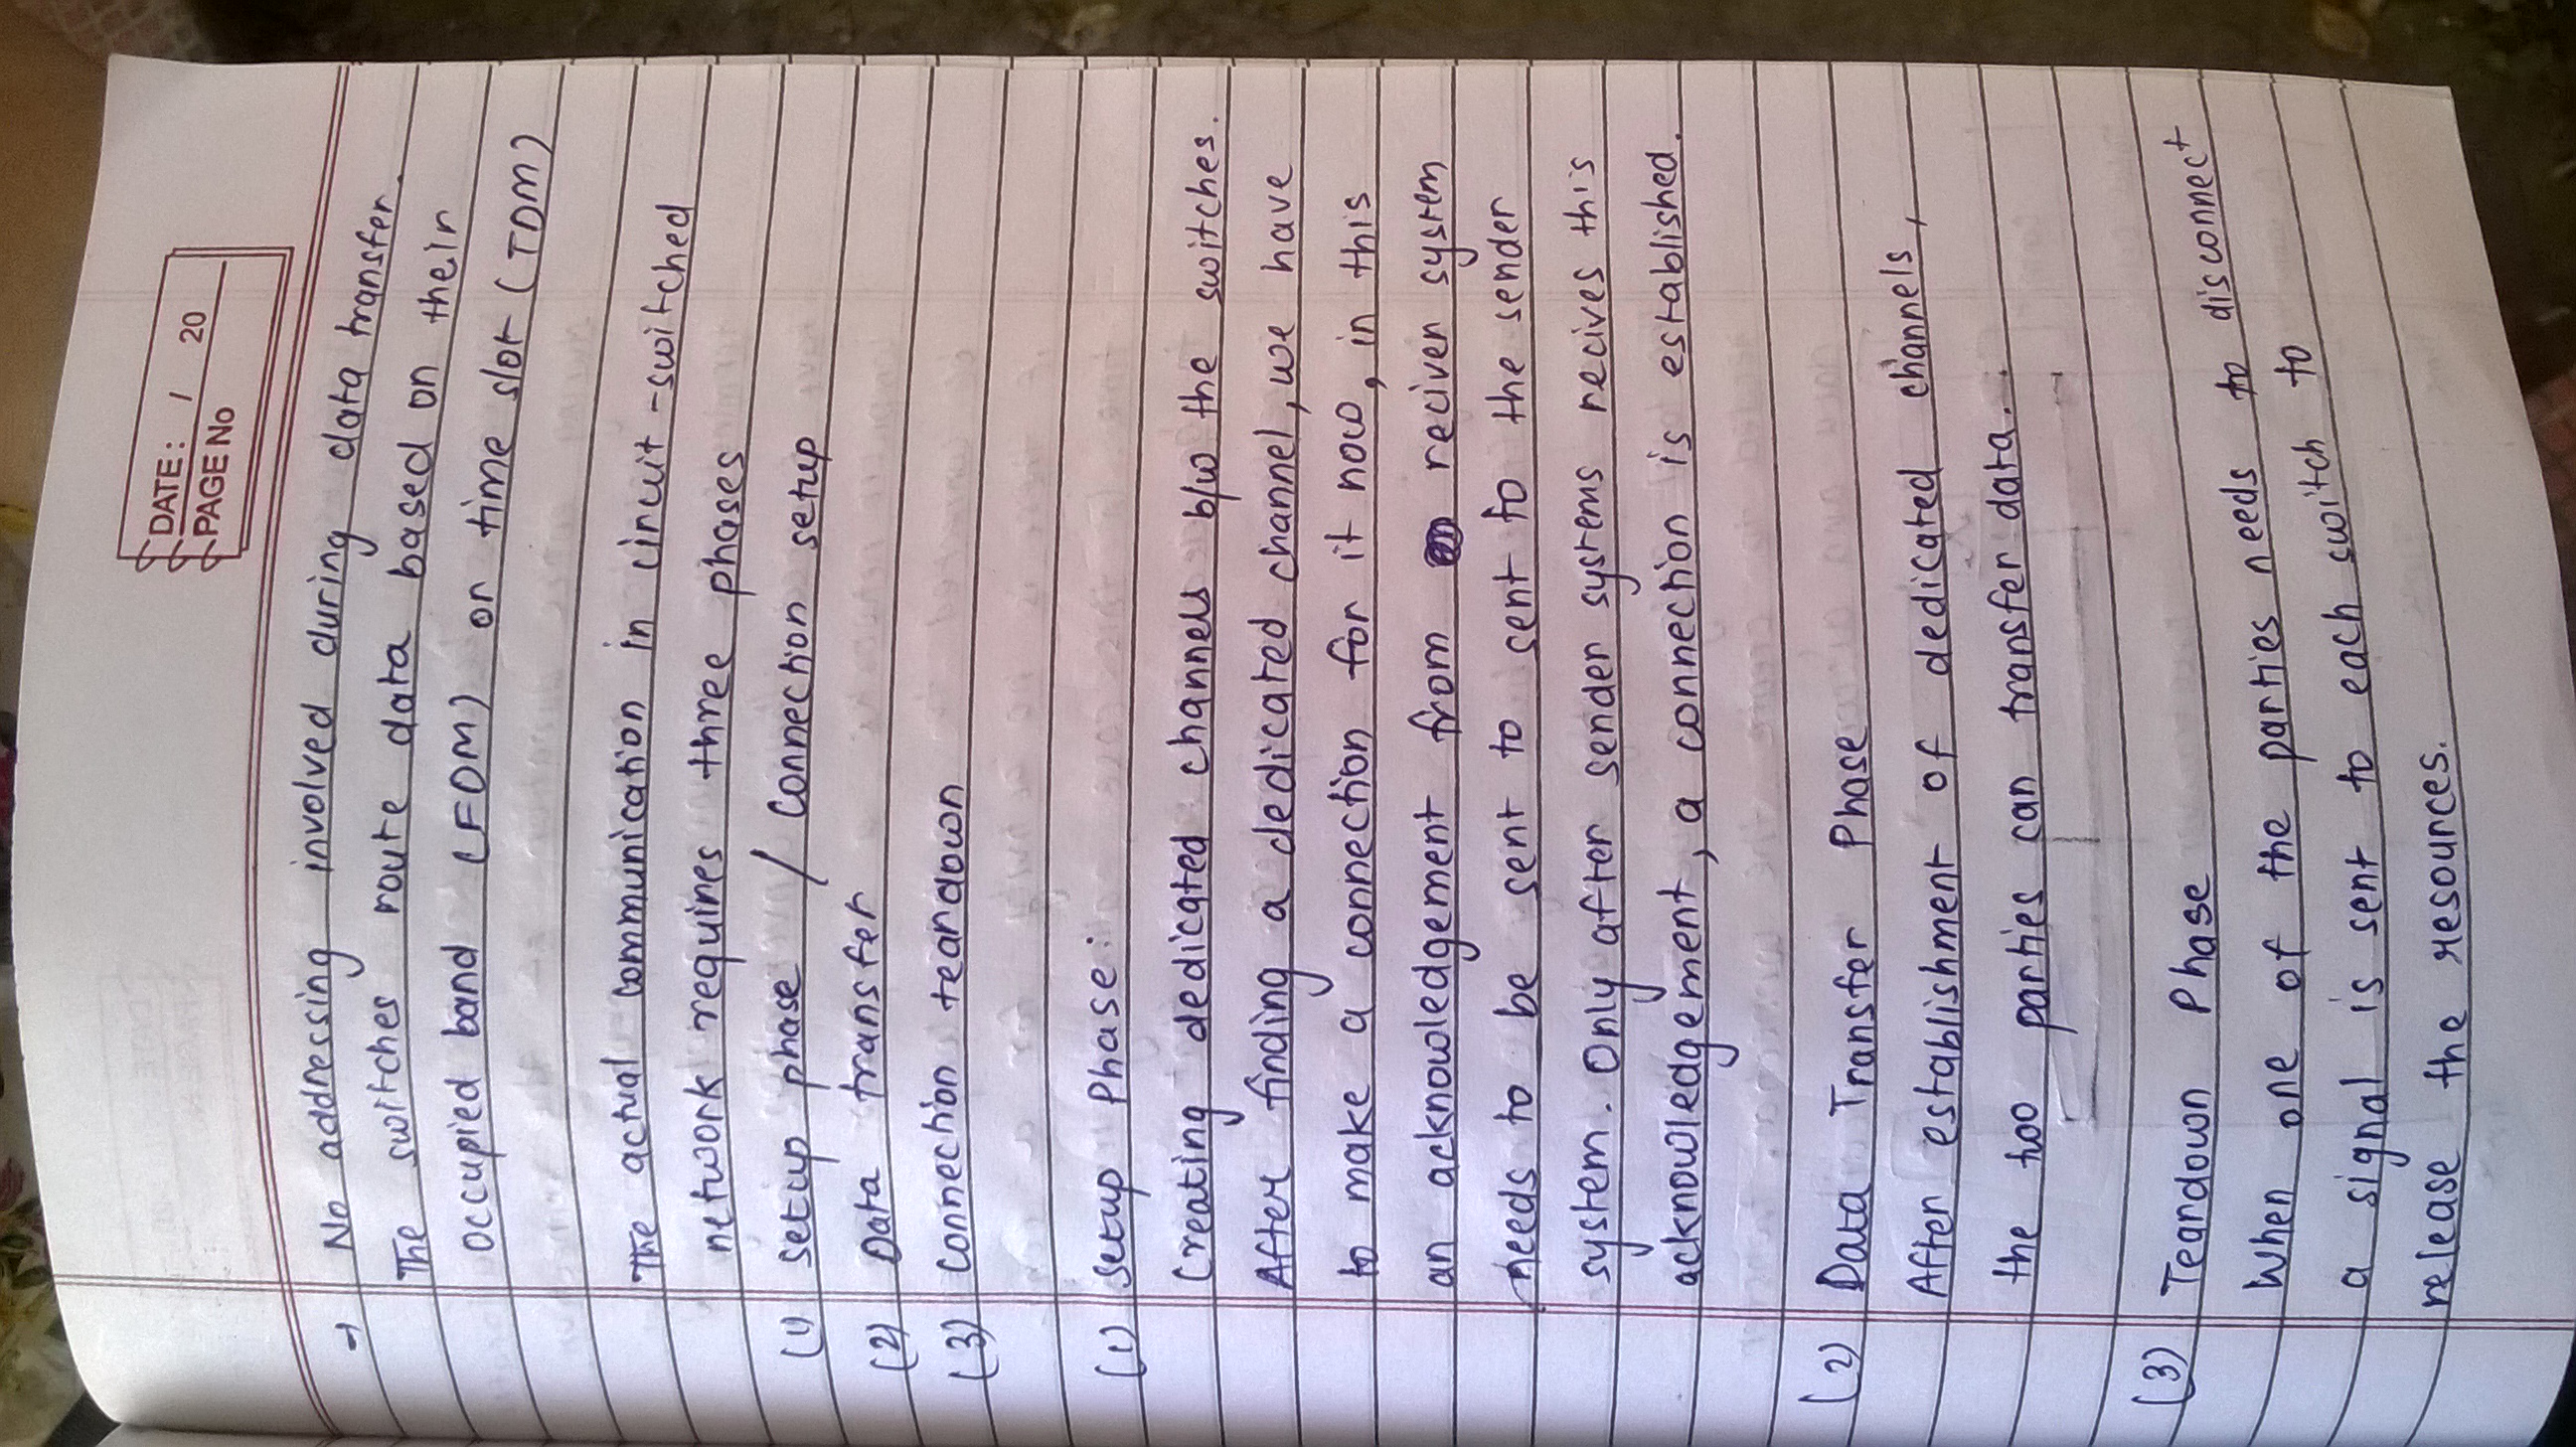 DATE: / 20
PAGE No
→ No addressing involved during data transfer.
The switches route data based on their
occupied band (FDM) or time slot (TDM)
The actual communication in circuit-switched
network requires three phases
(1) setup phase / connection setup
(2) Data transfer
(3) connection teardown
(1) setup Phase:
Creating dedicated channels b/w the switches.
After finding a dedicated channel, we have
to make a connection for it now, in this
an acknowledgement from reciver system
needs to be sent to sent to the sender
system. Only after sender systems recives this
acknowledgement, a connection is established.
(2) Data Transfer Phase
After establishment of dedicated channels,
the two parties can transfer data.
(3) Teardown Phase
When one of the parties needs to disconnect
a signal is sent to each switch to
release the resources.